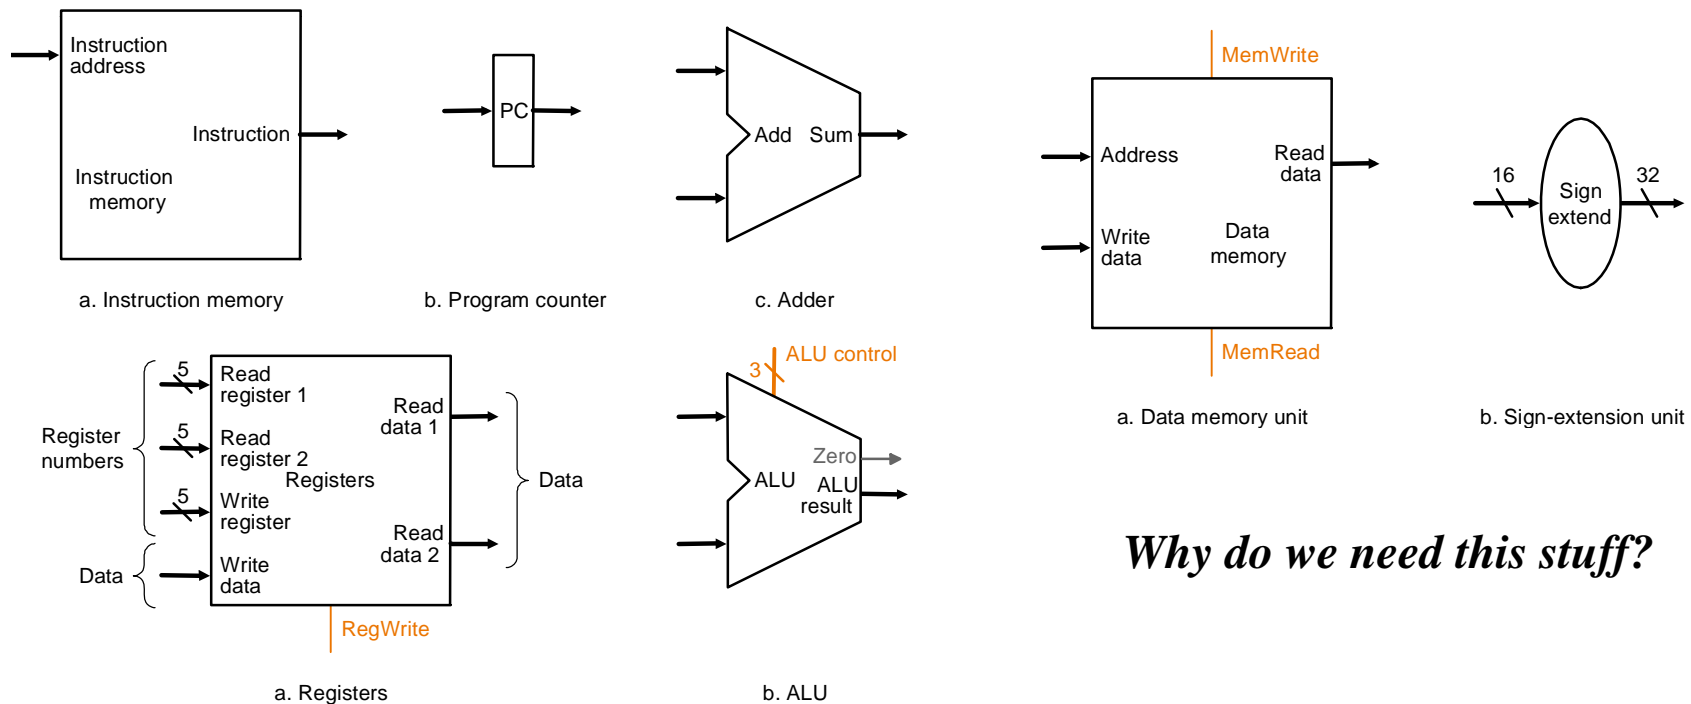 Instruction
address
Instruction
Instruction
memory
a. Instruction memory
PC
b. Program counter
Add Sum
c. Adder
MemWrite
Address
Read
data
Write
data
Data
memory
MemRead
a. Data memory unit
16
Sign
extend
32
b. Sign-extension unit
Register
numbers
Data
5
5
5
Read
register 1
Read
register 2
Registers
Write
register
Write
data
Read
data 1
Read
data 2
Data
RegWrite
a. Registers
ALU control
3
Zero
ALU
ALU
result
b. ALU
Why do we need this stuff?